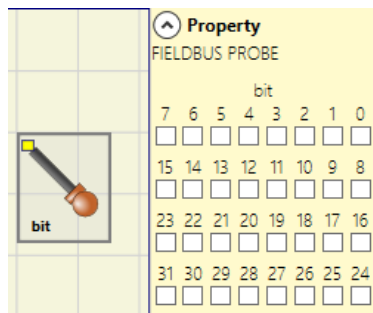 Property
FIELDBUS PROBE
bit
7 6 5 4 3 2 1 0
15 14 13 12 11 10 9 8
bit
23 22 21 20 19 18 17 16
31 30 29 28 27 26 25 24